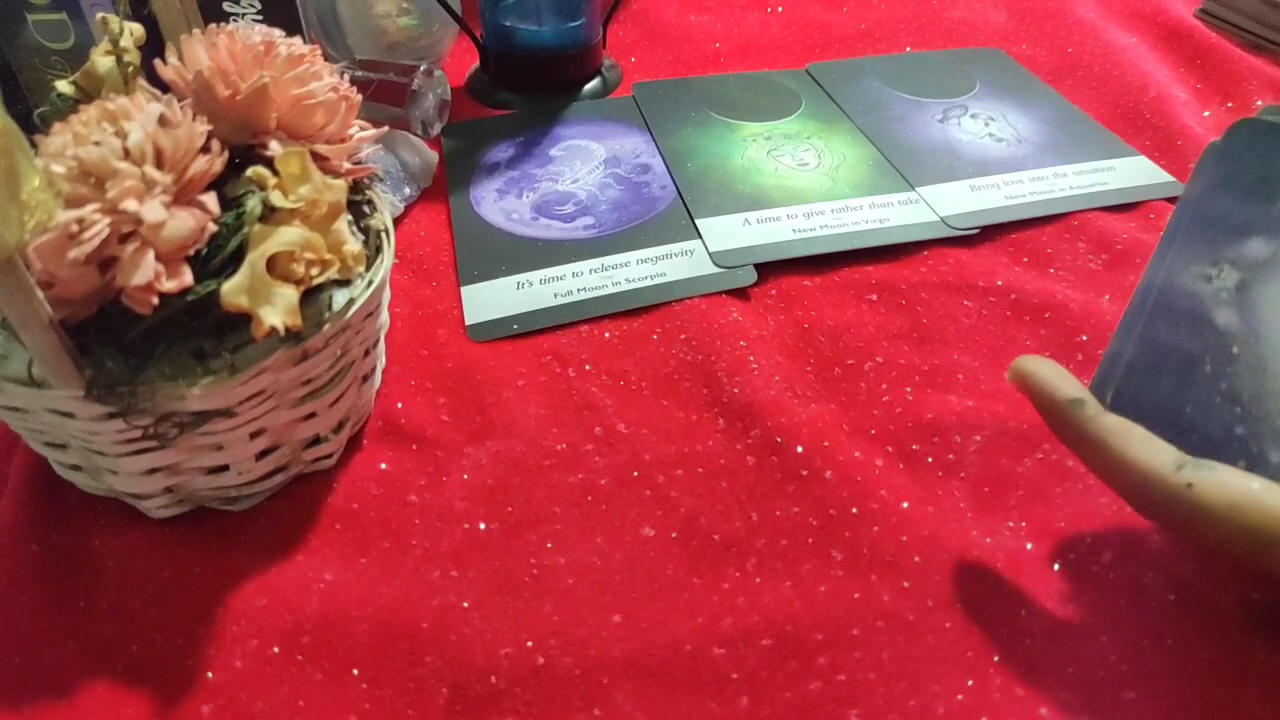 It's time to release negativity
Full Moon in Scorpio
A time to give rather than take
New Moon in Virgo
Bring love into the situation
New Moon in Aquarius